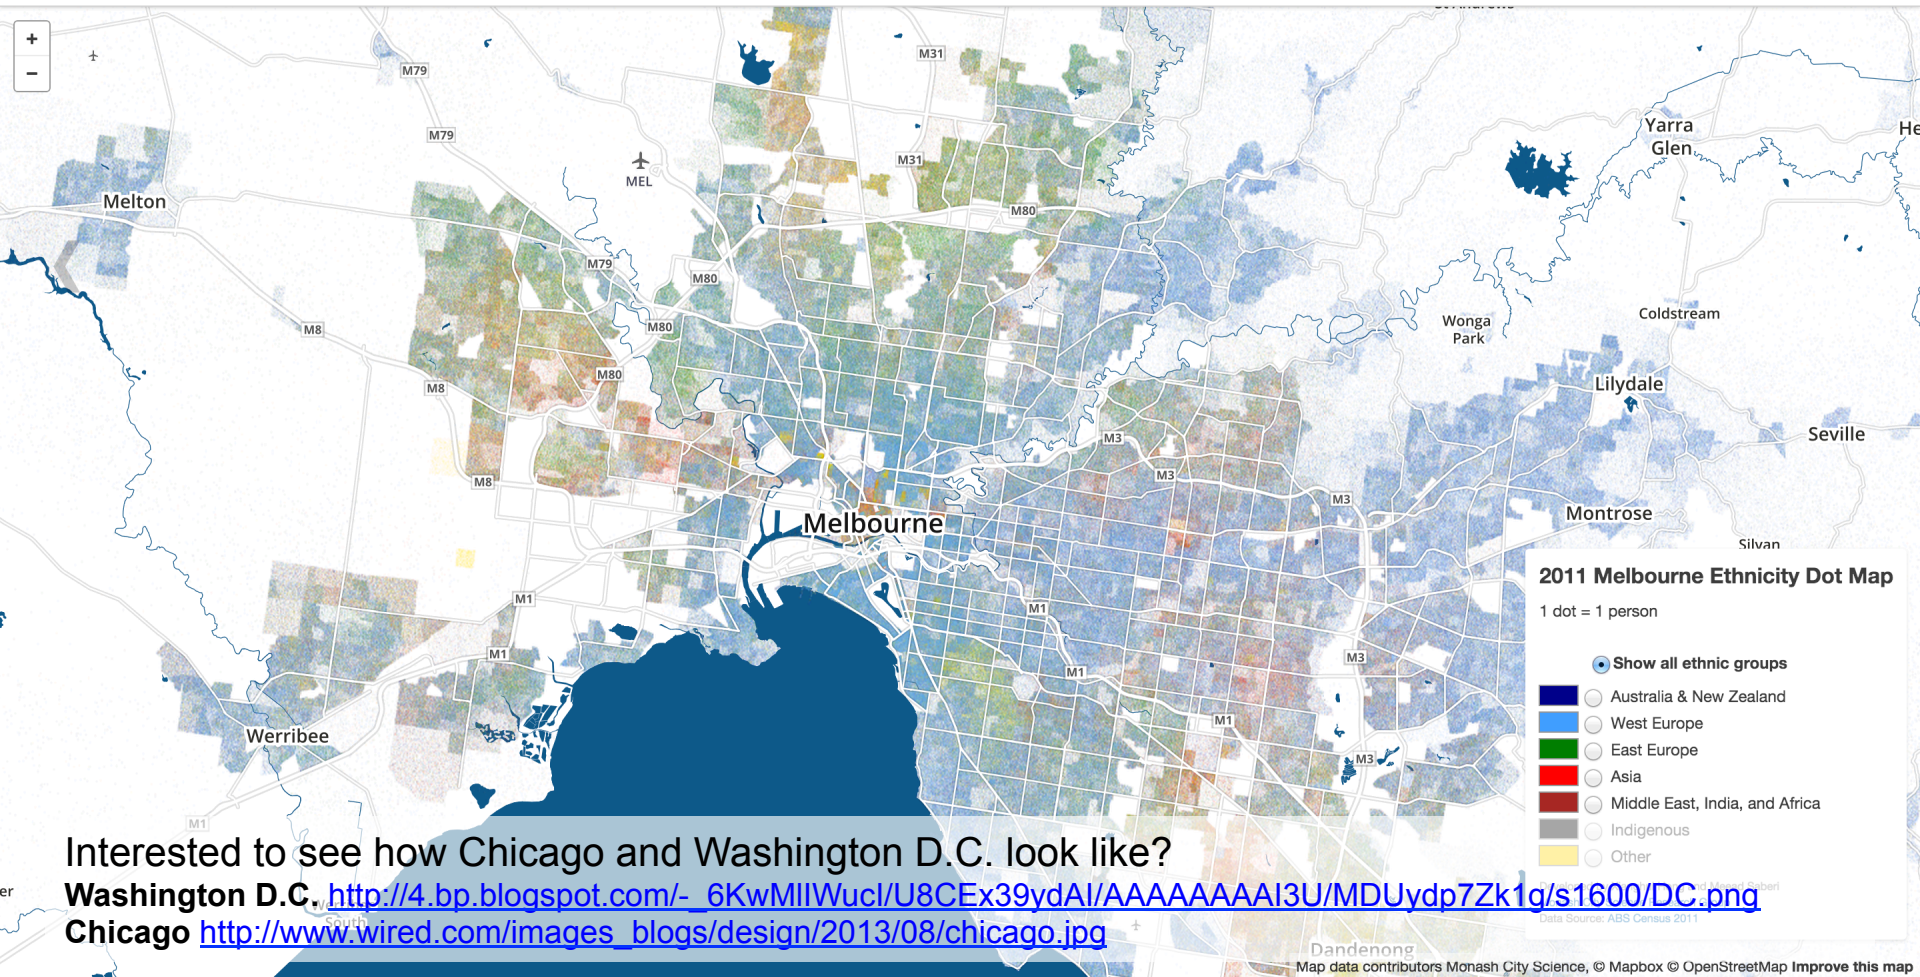 St Andrews
+
−
M79
M31
M79
Yarra
Glen
He
M31
MEL
Melton
M80
M79
M80
M8
M80
Wonga
Park
Coldstream
M80
M8
Lilydale
M3
Seville
M3
M8
M3
Montrose
Melbourne
Silvan
2011 Melbourne Ethnicity Dot Map
1 dot = 1 person
Show all ethnic groups
Australia & New Zealand
West Europe
East Europe
Asia
Middle East, India, and Africa
Indigenous
Other
M1
M1
M1
M3
M1
M1
Werribee
M3
M1
Interested to see how Chicago and Washington D.C. look like?
er
Washington D.C. http://4.bp.blogspot.com/-_6KwMIIWucI/U8CEx39ydAI/AAAAAAAAI3U/MDUydp7Zk1g/s1600/DC.png
South
Chicago http://www.wired.com/images_blogs/design/2013/08/chicago.jpg
Data Source: ABS Census 2011
Dandenong
Map data contributors Monash City Science, © Mapbox © OpenStreetMap Improve this map